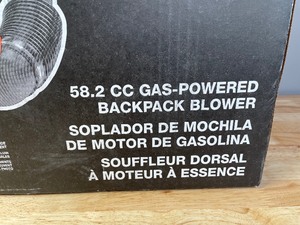 58.2 CC GAS-POWERED
BACKPACK BLOWER
SOPLADOR DE MOCHILA
DE MOTOR DE GASOLINA
SOUFFLEUR DORSAL
À MOTEUR À ESSENCE